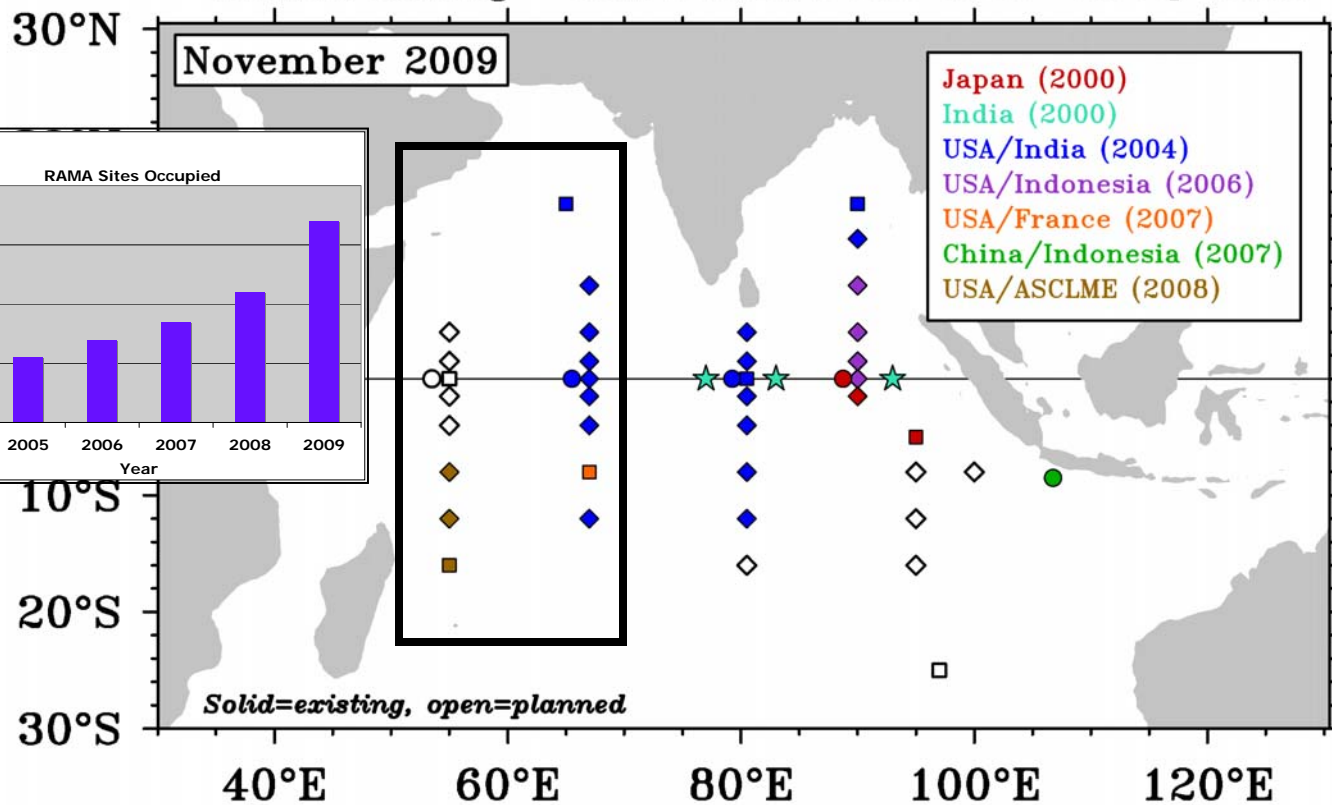 30°N
November 2009
Japan (2000)
India (2000)
USA/India (2004)
USA/Indonesia (2006)
USA/France (2007)
China/Indonesia (2007)
USA/ASCLME (2008)
RAMA Sites Occupied
2005 2006 2007 2008 2009
Year
10°S
20°S
Solid=existing, open=planned
30°S
40°E 60°E 80°E 100°E 120°E